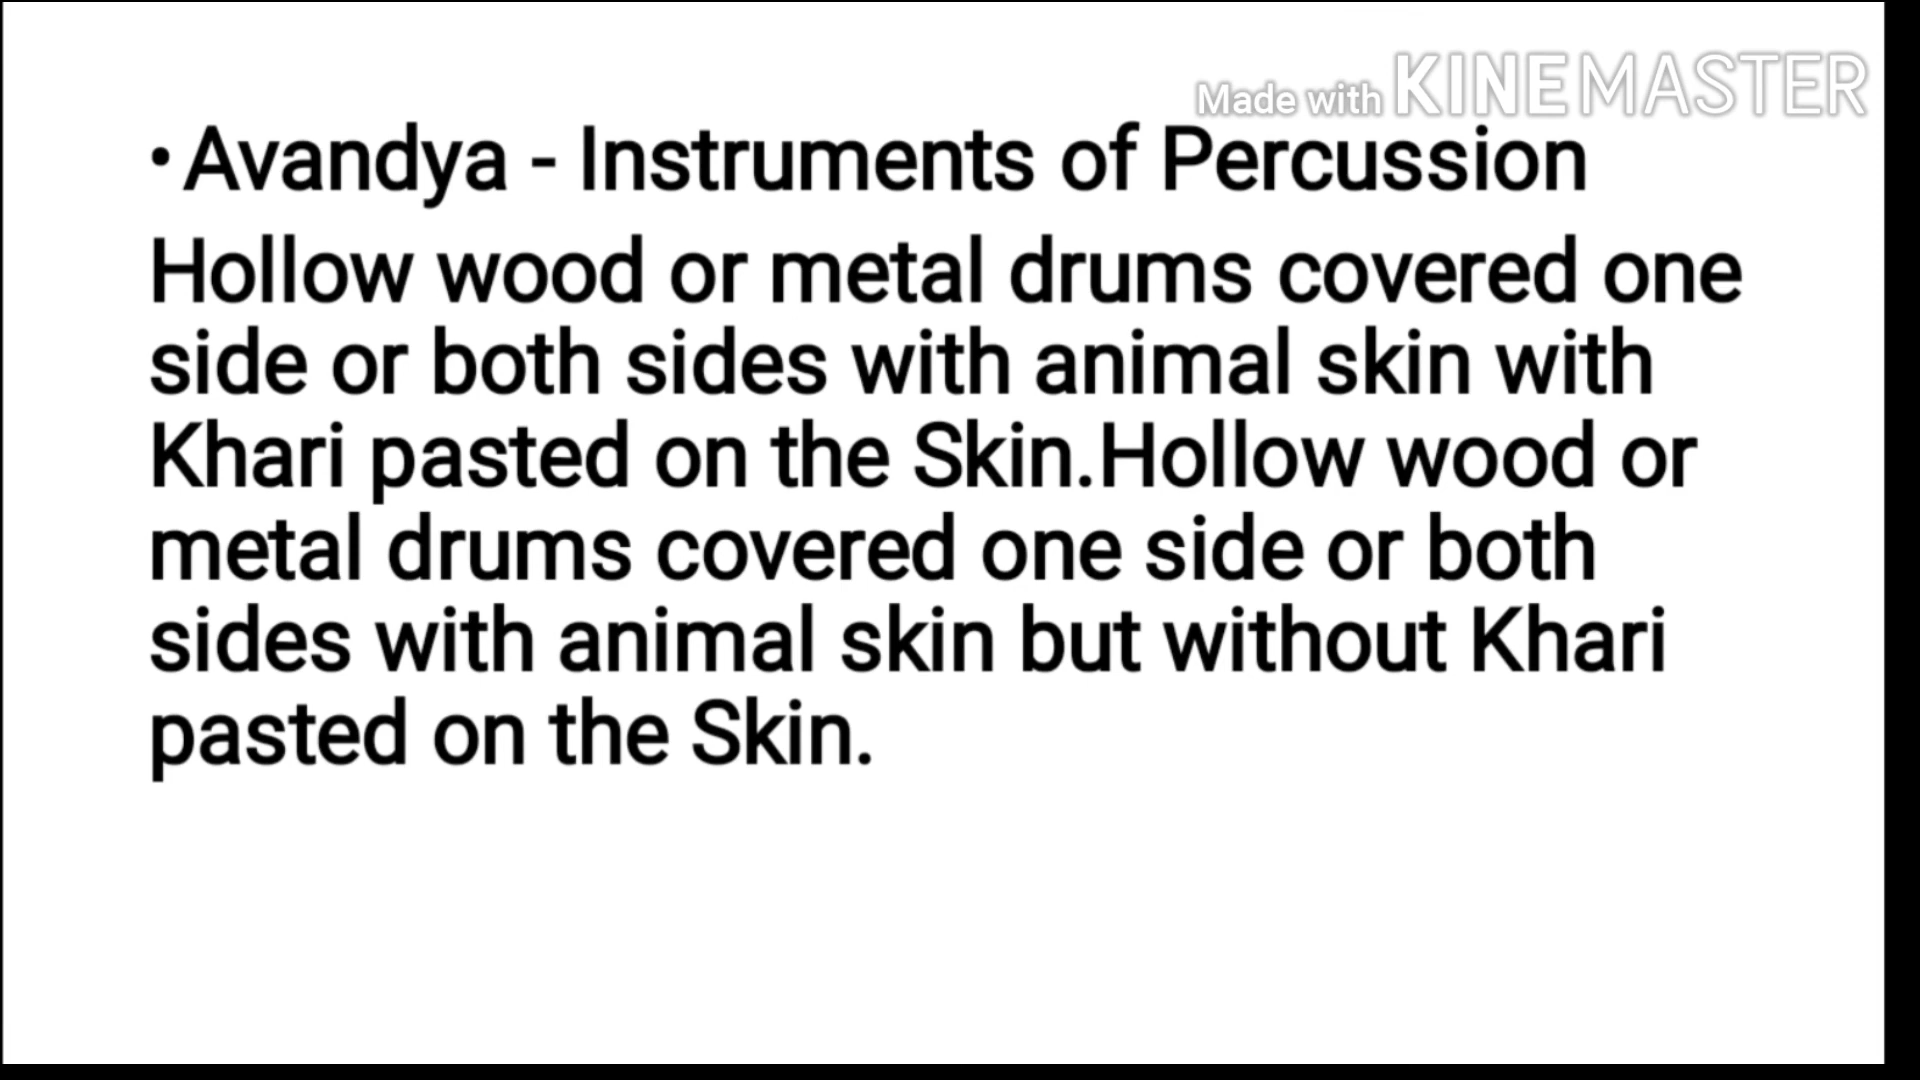 Made with KINEMASTER
•Avandya - Instruments of Percussion
Hollow wood or metal drums covered one
side or both sides with animal skin with
Khari pasted on the Skin.Hollow wood or
metal drums covered one side or both
sides with animal skin but without Khari
pasted on the Skin.